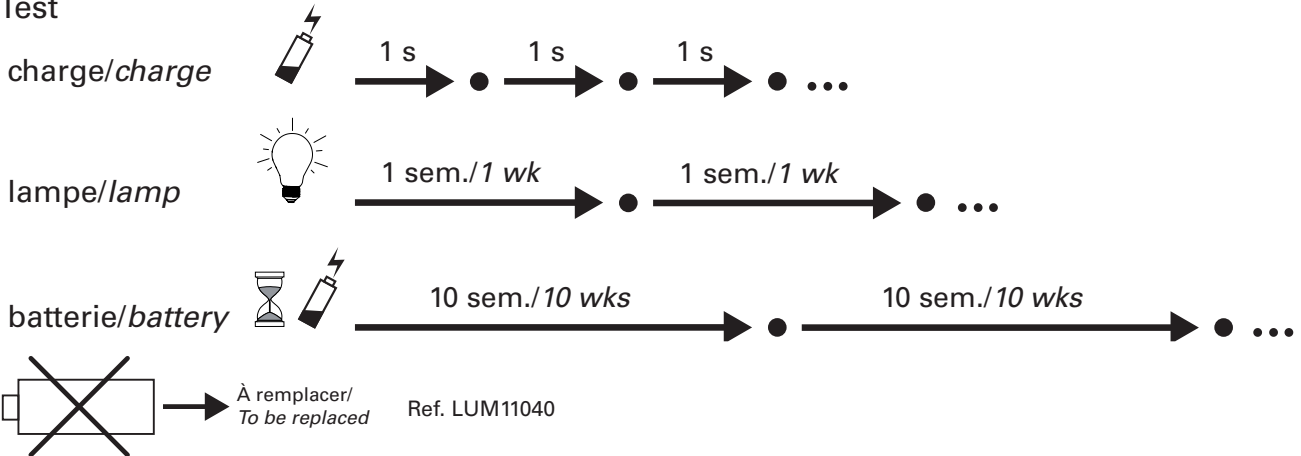 Test
charge/charge
1 s 1 s 1 s ...
lampe/lamp
1 sem./1 wk 1 sem./1 wk ...
batterie/battery
10 sem./10 wks 10 sem./10 wks ...
À remplacer/
To be replaced
Ref. LUM11040